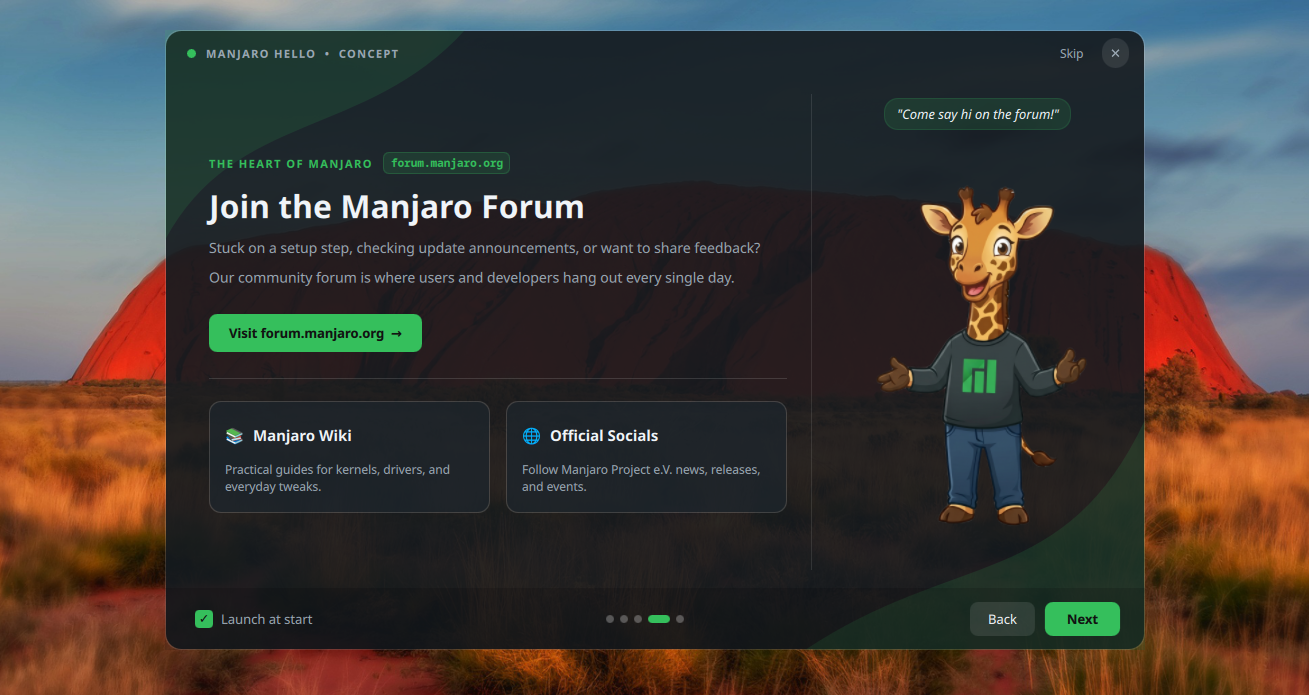 MANJARO HELLO • CONCEPT
Skip
×
"Come say hi on the forum!"
THE HEART OF MANJARO
forum.manjaro.org
Join the Manjaro Forum
Stuck on a setup step, checking update announcements, or want to share feedback?
Our community forum is where users and developers hang out every single day.
Visit forum.manjaro.org →
Manjaro Wiki
Practical guides for kernels, drivers, and
everyday tweaks.
Official Socials
Follow Manjaro Project e.V. news, releases,
and events.
Launch at start
Back
Next